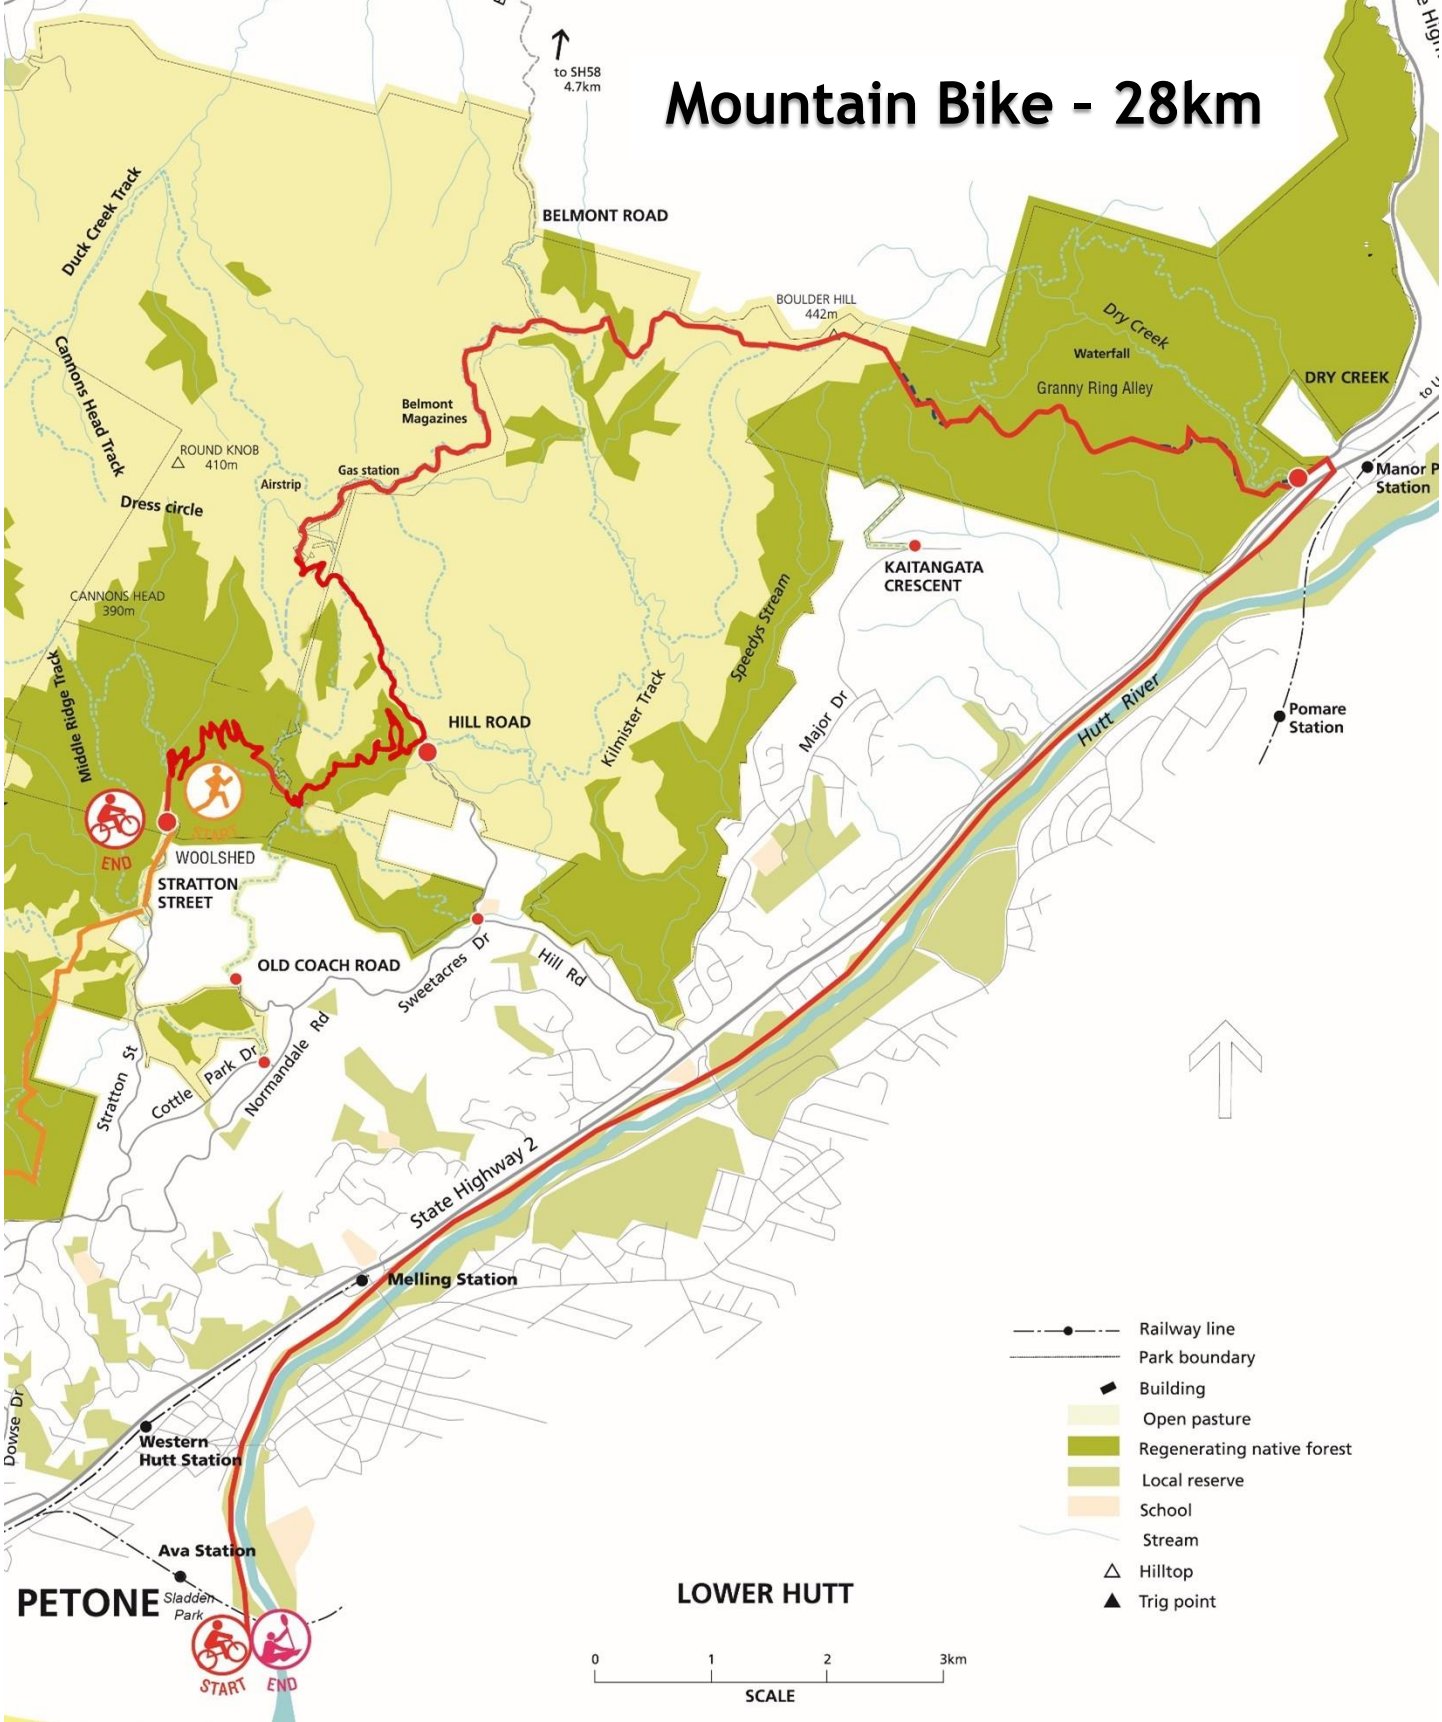 to SH58
4.7km
Mountain Bike - 28km
Duck Creek Track
BELMONT ROAD
BOULDER HILL
442m
Dry Creek
Waterfall
Granny Ring Alley
DRY CREEK
Cannons Head Track
Belmont
Magazines
ROUND KNOB
410m
Gas station
Airstrip
Dress circle
Manor P
Station
KAITANGATA
CRESCENT
CANNONS HEAD
390m
Speedys Stream
Middle Ridge Track
HILL ROAD
Kilmister Track
Major Dr
Hutt River
Pomare
Station
START
END
WOOLSHED
STRATTON
STREET
OLD COACH ROAD
Sweetacres Dr
Hill Rd
Stratton St
Cottle Park Dr
Normandale Rd
State Highway 2
Melling Station
Dowse Dr
Western
Hutt Station
Ava Station
PETONE
Sladden
Park
START
END
LOWER HUTT
0 1 2 3km
SCALE
Railway line
Park boundary
Building
Open pasture
Regenerating native forest
Local reserve
School
Stream
Hilltop
Trig point